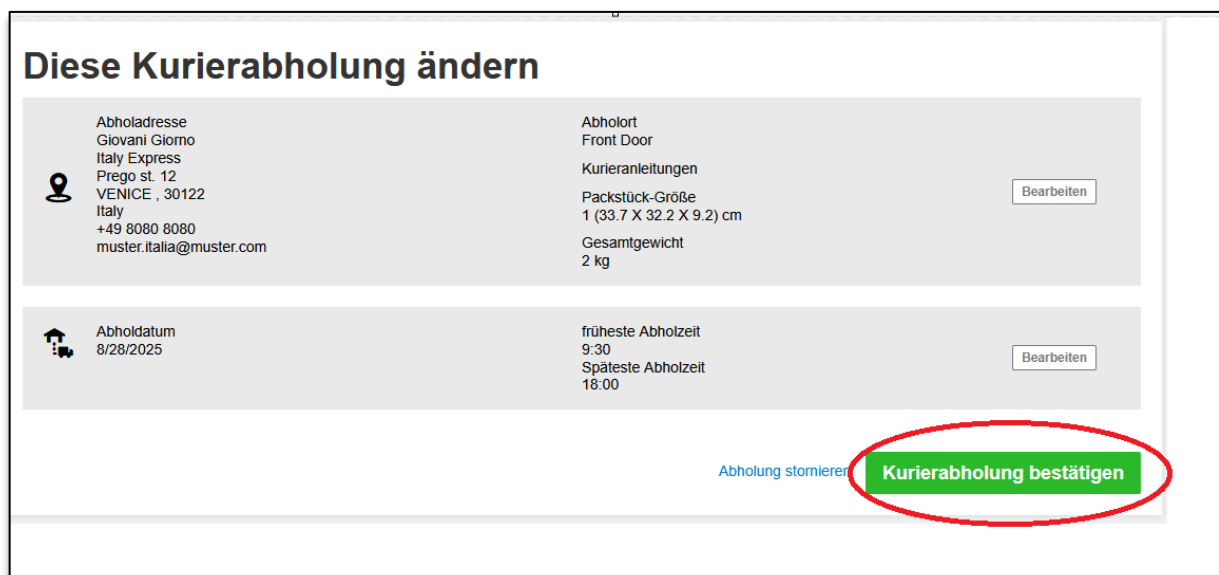 Diese Kurierabholung ändern
Abholadresse
Giovani Giorno
Italy Express
Prego st. 12
VENICE , 30122
Italy
+49 8080 8080
muster.italia@muster.com
Abholort
Front Door
Kurieranleitungen
Packstück-Größe
1 (33.7 X 32.2 X 9.2) cm
Gesamtgewicht
2 kg
Bearbeiten
Abholdatum
8/28/2025
früheste Abholzeit
9:30
Späteste Abholzeit
18:00
Bearbeiten
Abholung stornieren
Kurierabholung bestätigen